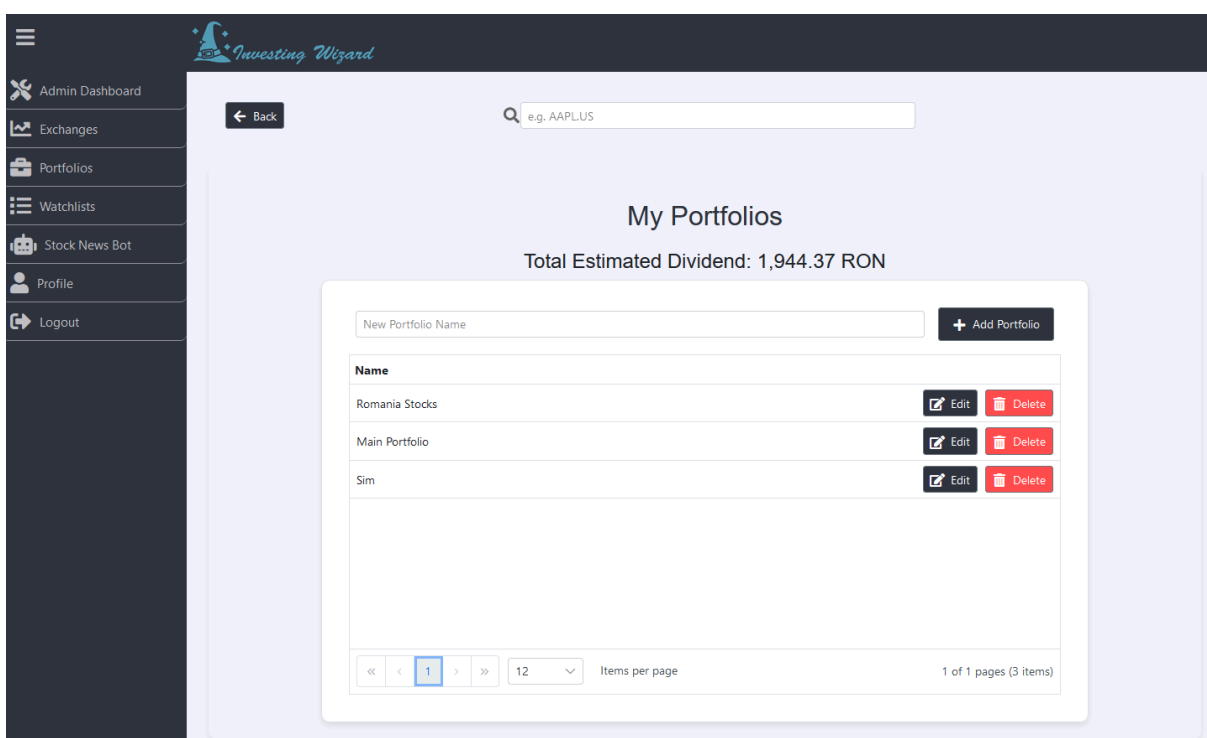 Investing Wizard
Admin Dashboard
Exchanges
Portfolios
Watchlists
Stock News Bot
Profile
Logout
Back
e.g. AAPL.US
My Portfolios
Total Estimated Dividend: 1,944.37 RON
New Portfolio Name
Add Portfolio
Name
Romania Stocks Edit Delete
Main Portfolio Edit Delete
Sim Edit Delete
1 12 Items per page 1 of 1 pages (3 items)